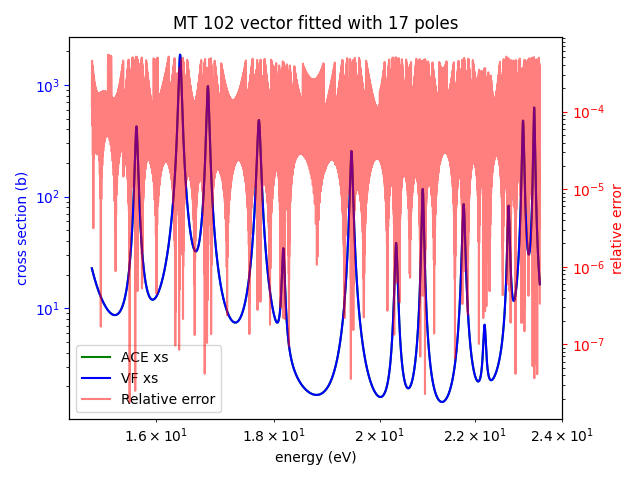 MT 102 vector fitted with 17 poles
10³
10²
10¹
cross section (b)
10⁻⁴
10⁻⁵
10⁻⁶
10⁻⁷
relative error
ACE xs
VF xs
Relative error
1.6 × 10¹ 1.8 × 10¹ 2 × 10¹ 2.2 × 10¹ 2.4 × 10¹
energy (eV)